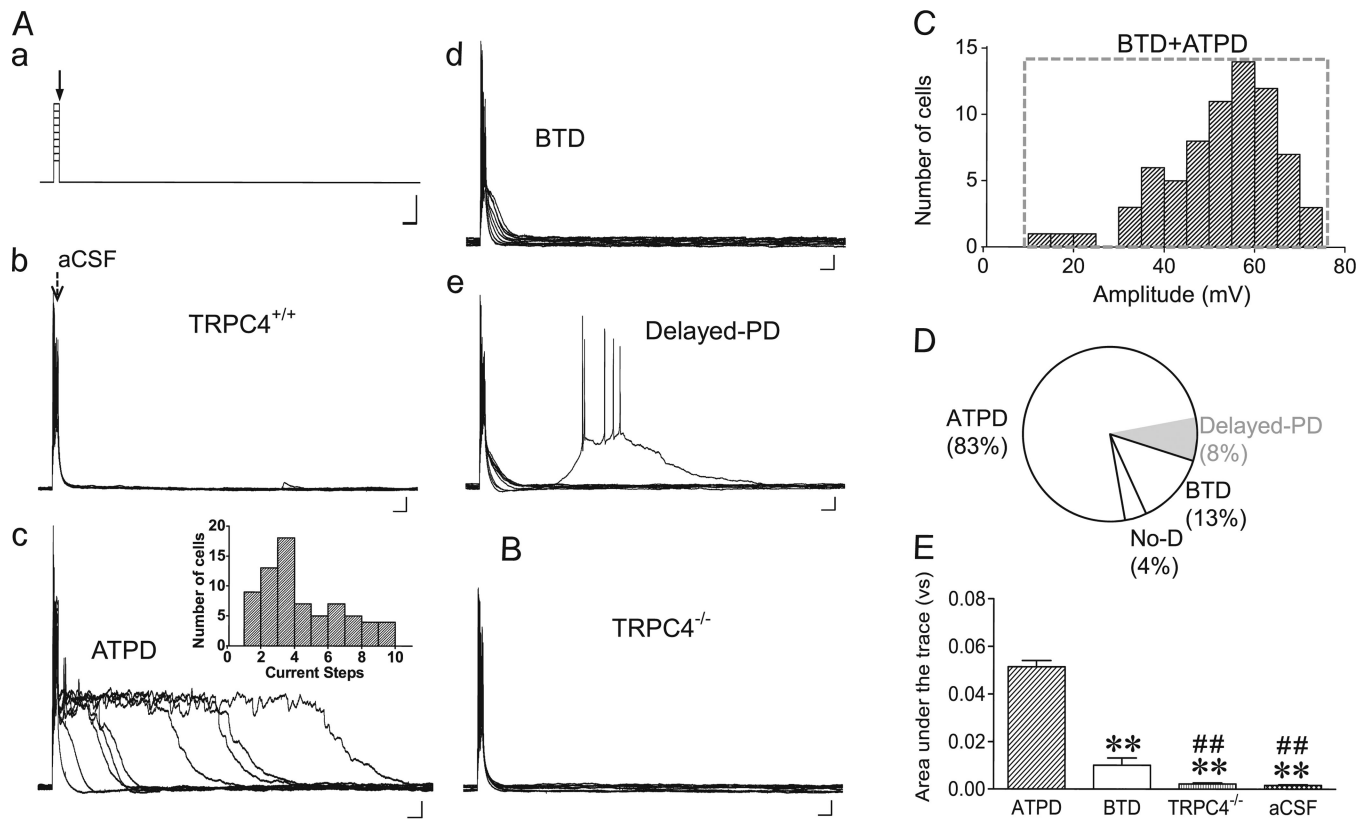 A
a
b
aCSF
TRPC4+/+
c
ATPD
Number of cells
20
15
10
5
0
0 2 4 6 8 10
Current Steps
d
BTD
e
Delayed-PD
B
TRPC4-/-
C
BTD+ATPD
Number of cells
15
10
5
0
0 20 40 60 80
Amplitude (mV)
D
ATPD
(83%)
Delayed-PD
(8%)
BTD
(13%)
No-D
(4%)
E
Area under the trace (vs)
0.08
0.06
0.04
0.02
0.00
** ## ** ## **
ATPD BTD TRPC4-/- aCSF